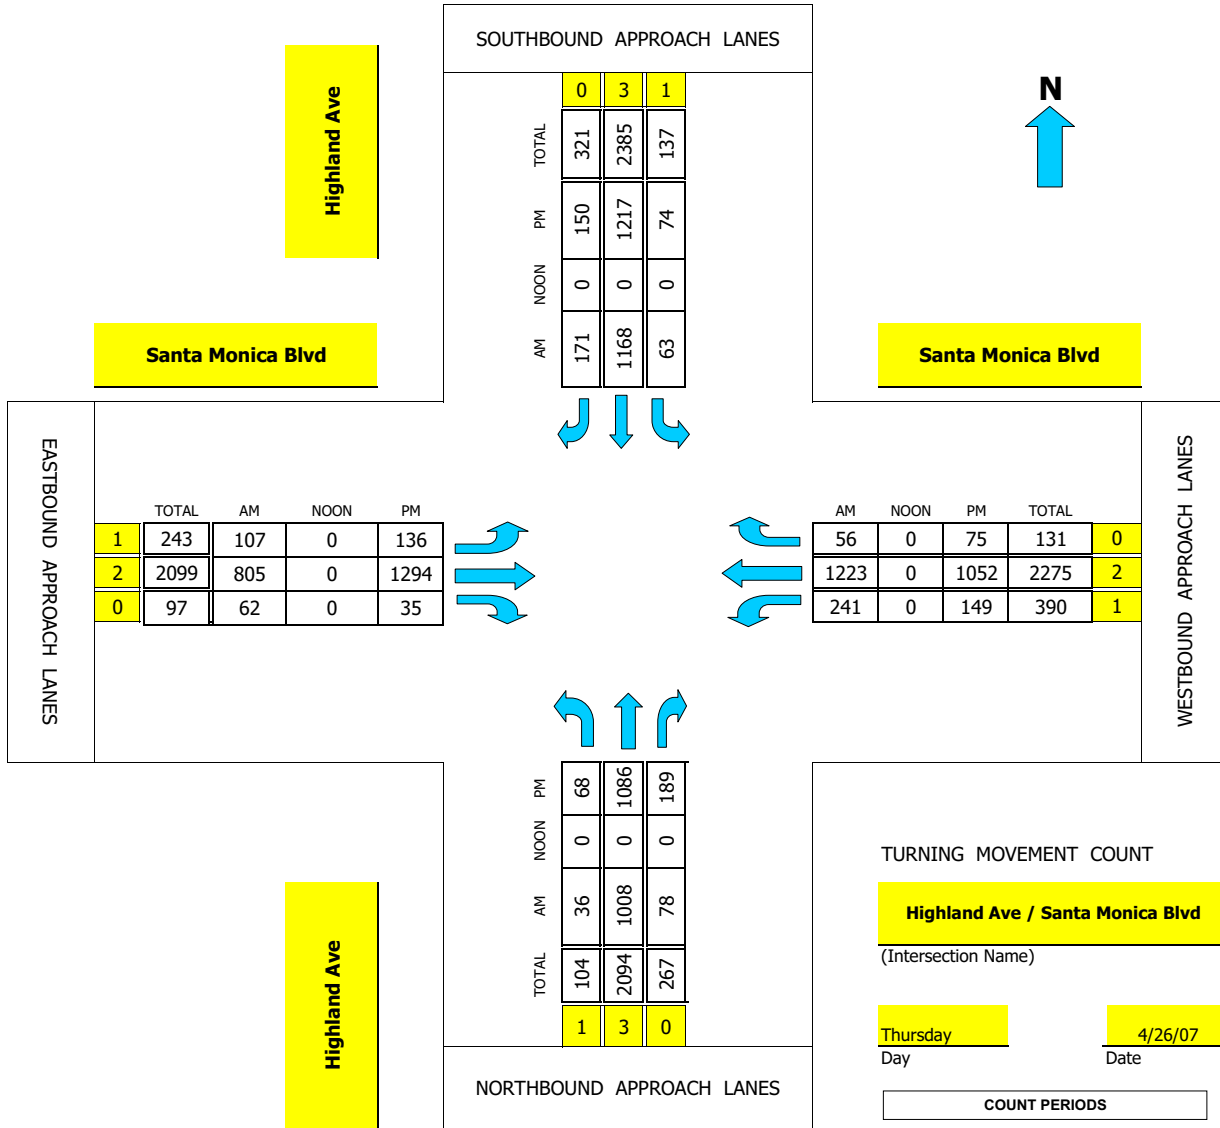 SOUTHBOUND APPROACH LANES
0 3 1
Highland Ave
N
TOTAL 321 2385 137
PM 150 1217 74
NOON 0 0 0
AM 171 1168 63
Santa Monica Blvd
Santa Monica Blvd
EASTBOUND APPROACH LANES
TOTAL AM NOON PM
1 243 107 0 136
2 2099 805 0 1294
0 97 62 0 35
AM NOON PM TOTAL
56 0 75 131 0
1223 0 1052 2275 2
241 0 149 390 1
WESTBOUND APPROACH LANES
PM 68 1086 189
NOON 0 0 0
AM 36 1008 78
TOTAL 104 2094 267
1 3 0
Highland Ave
NORTHBOUND APPROACH LANES
TURNING MOVEMENT COUNT
Highland Ave / Santa Monica Blvd
(Intersection Name)
Thursday 4/26/07
Day Date
COUNT PERIODS